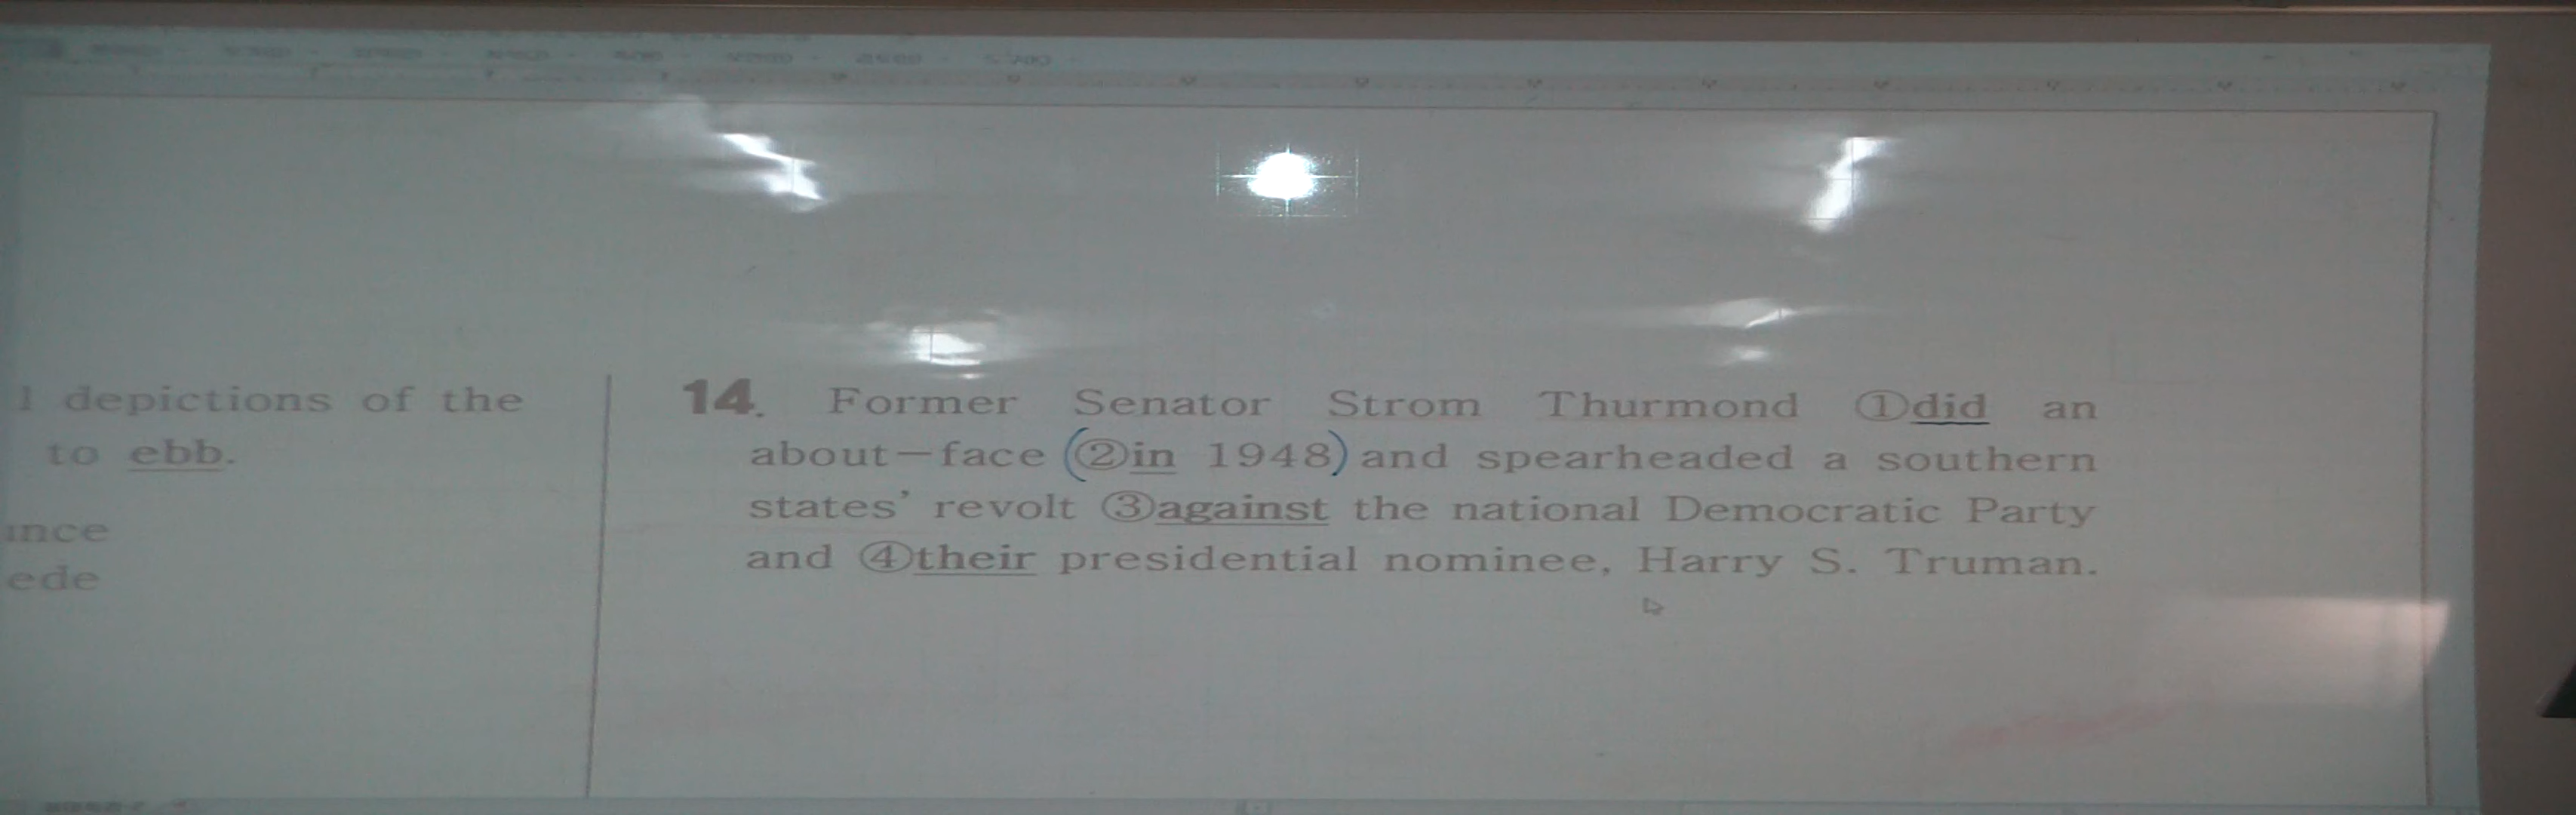 l depictions of the
to ebb.
ince
ede
14. Former Senator Strom Thurmond ①did an
about-face (②in 1948) and spearheaded a southern
states' revolt ③against the national Democratic Party
and ④their presidential nominee, Harry S. Truman.